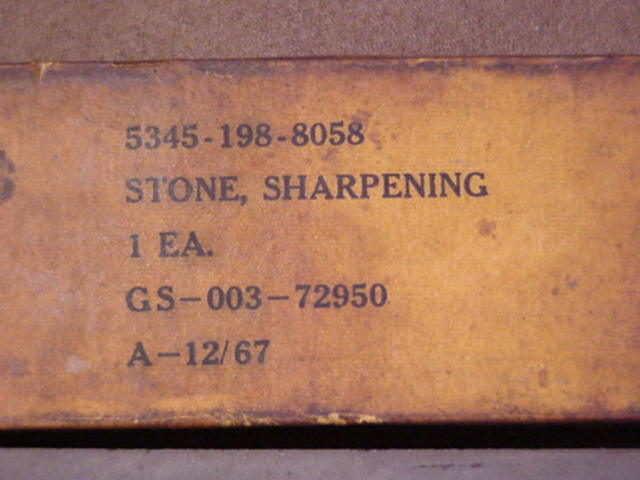 5345-198-8058
STONE, SHARPENING
1 EA.
GS-003-72950
A-12/67